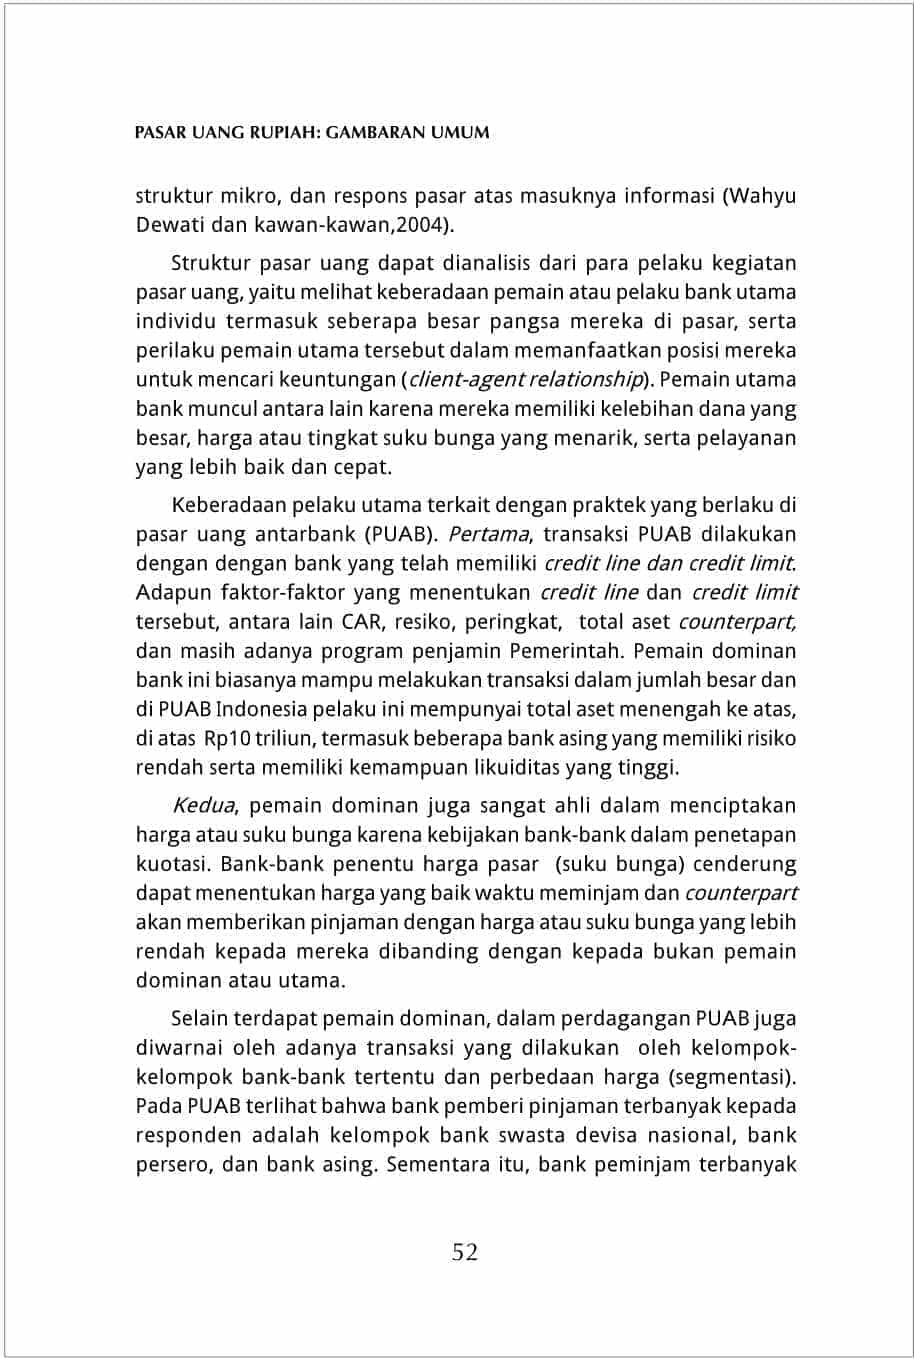 PASAR UANG RUPIAH: GAMBARAN UMUM
struktur mikro, dan respons pasar atas masuknya informasi (Wahyu
Dewati dan kawan-kawan,2004).
Struktur pasar uang dapat dianalisis dari para pelaku kegiatan
pasar uang, yaitu melihat keberadaan pemain atau pelaku bank utama
individu termasuk seberapa besar pangsa mereka di pasar, serta
perilaku pemain utama tersebut dalam memanfaatkan posisi mereka
untuk mencari keuntungan (client-agent relationship). Pemain utama
bank muncul antara lain karena mereka memiliki kelebihan dana yang
besar, harga atau tingkat suku bunga yang menarik, serta pelayanan
yang lebih baik dan cepat.
Keberadaan pelaku utama terkait dengan praktek yang berlaku di
pasar uang antarbank (PUAB). Pertama, transaksi PUAB dilakukan
dengan dengan bank yang telah memiliki credit line dan credit limit.
Adapun faktor-faktor yang menentukan credit line dan credit limit
tersebut, antara lain CAR, resiko, peringkat,  total aset counterpart,
dan masih adanya program penjamin Pemerintah. Pemain dominan
bank ini biasanya mampu melakukan transaksi dalam jumlah besar dan
di PUAB Indonesia pelaku ini mempunyai total aset menengah ke atas,
di atas  Rp10 triliun, termasuk beberapa bank asing yang memiliki risiko
rendah serta memiliki kemampuan likuiditas yang tinggi.
Kedua, pemain dominan juga sangat ahli dalam menciptakan
harga atau suku bunga karena kebijakan bank-bank dalam penetapan
kuotasi. Bank-bank penentu harga pasar  (suku bunga) cenderung
dapat menentukan harga yang baik waktu meminjam dan counterpart
akan memberikan pinjaman dengan harga atau suku bunga yang lebih
rendah kepada mereka dibanding dengan kepada bukan pemain
dominan atau utama.
Selain terdapat pemain dominan, dalam perdagangan PUAB juga
diwarnai oleh adanya transaksi yang dilakukan  oleh kelompok-
kelompok bank-bank tertentu dan perbedaan harga (segmentasi).
Pada PUAB terlihat bahwa bank pemberi pinjaman terbanyak kepada
responden adalah kelompok bank swasta devisa nasional, bank
persero, dan bank asing. Sementara itu, bank peminjam terbanyak
52